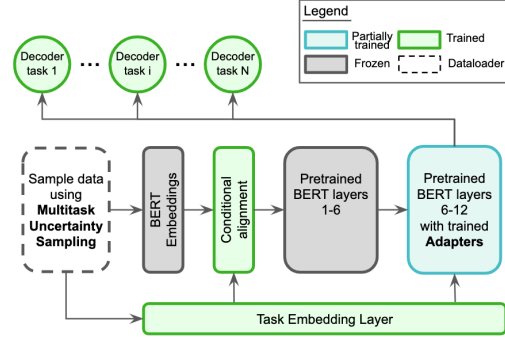 Legend
Partially
trained
Trained
Frozen
Dataloader
Decoder
task 1
...
Decoder
task i
...
Decoder
task N
Sample data
using
Multitask
Uncertainty
Sampling
BERT
Embeddings
Conditional
alignment
Pretrained
BERT layers
1-6
Pretrained
BERT layers
6-12
with trained
Adapters
Task Embedding Layer